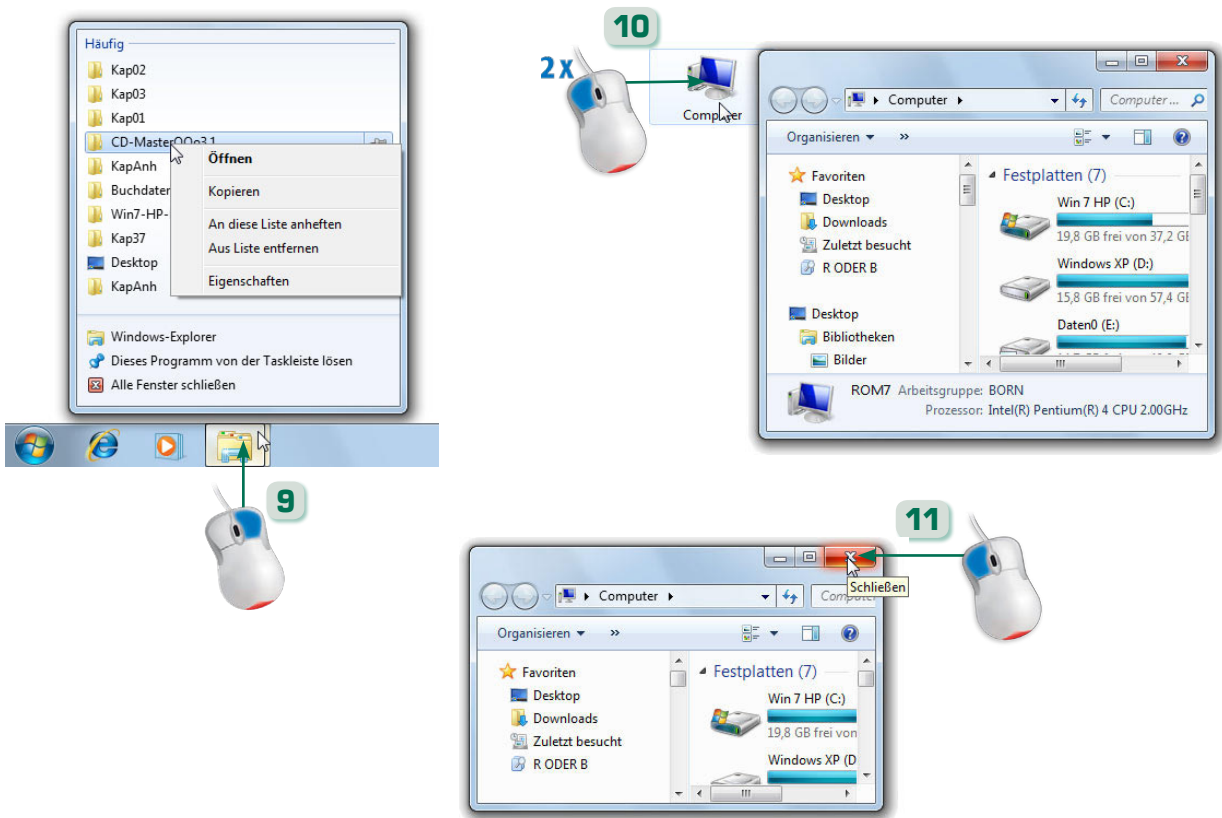 Häufig
Kap02
Kap03
Kap01
CD-MasterOOo3.1
KapAnh
Buchdaten
Win7-HP-
Kap37
Desktop
KapAnh
Öffnen
Kopieren
An diese Liste anheften
Aus Liste entfernen
Eigenschaften
Windows-Explorer
Dieses Programm von der Taskleiste lösen
Alle Fenster schließen
9
10
2x
Computer
Computer
Computer ...
Organisieren
»
Favoriten
Desktop
Downloads
Zuletzt besucht
R ODER B
Desktop
Bibliotheken
Bilder
Festplatten (7)
Win 7 HP (C:)
19,8 GB frei von 37,2 GB
Windows XP (D:)
15,8 GB frei von 57,4 GB
Daten0 (E:)
ROM7 Arbeitsgruppe: BORN
Prozessor: Intel(R) Pentium(R) 4 CPU 2.00GHz
11
Schließen
Computer
Computer
Organisieren
»
Favoriten
Desktop
Downloads
Zuletzt besucht
R ODER B
Festplatten (7)
Win 7 HP (C:)
19,8 GB frei von
Windows XP (D